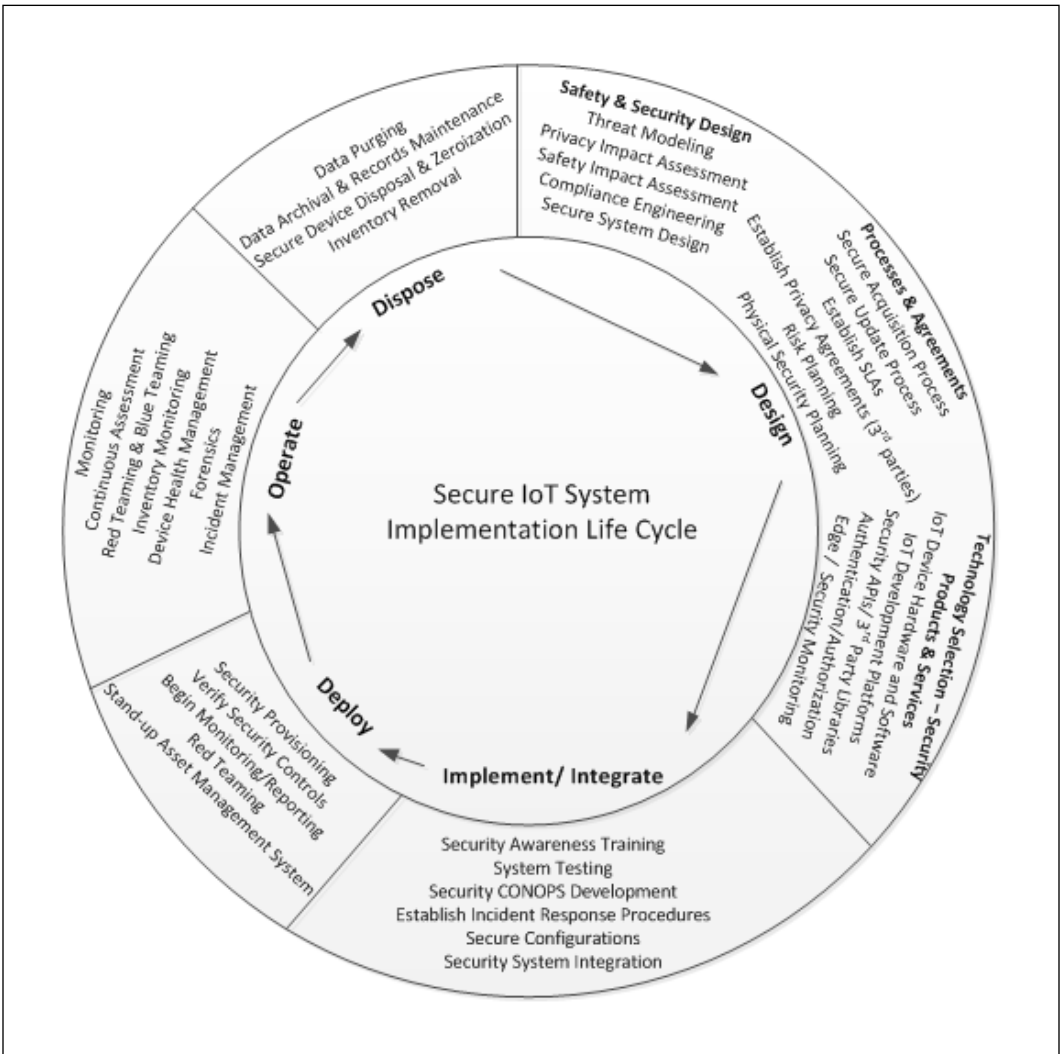 Secure IoT System
Implementation Life Cycle
Design
Safety & Security Design
Threat Modeling
Privacy Impact Assessment
Safety Impact Assessment
Compliance Engineering
Secure System Design
Processes & Agreements
Secure Acquisition Process
Secure Update Process
Establish SLAs
Establish Privacy Agreements (3rd parties)
Risk Planning
Physical Security Planning
Technology Selection – Security
Products & Services
IoT Device Hardware and Software
IoT Development Platforms
Security APIs/ 3rd Party Libraries
Authentication/Authorization
Edge / Security Monitoring
Implement/ Integrate
Security Awareness Training
System Testing
Security CONOPS Development
Establish Incident Response Procedures
Secure Configurations
Security System Integration
Deploy
Security Provisioning
Verify Security Controls
Begin Monitoring/Reporting
Red Teaming
Stand-up Asset Management System
Operate
Monitoring
Continuous Assessment
Red Teaming & Blue Teaming
Inventory Monitoring
Device Health Management
Forensics
Incident Management
Dispose
Data Purging
Data Archival & Records Maintenance
Secure Device Disposal & Zeroization
Inventory Removal